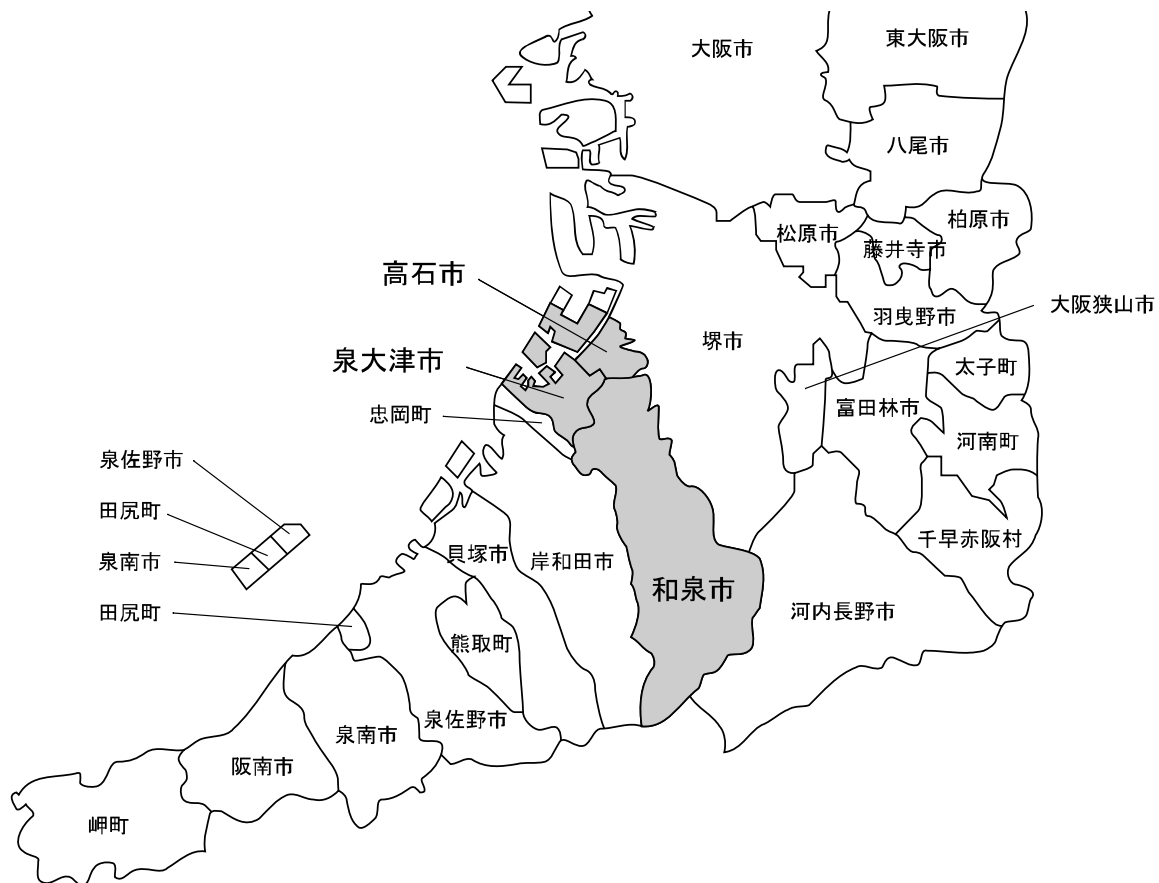 大阪市
東大阪市
八尾市
柏原市
松原市
藤井寺市
高石市
大阪狭山市
羽曳野市
堺市
泉大津市
太子町
忠岡町
富田林市
河南町
泉佐野市
田尻町
千早赤阪村
泉南市
貝塚市
岸和田市
和泉市
田尻町
河内長野市
熊取町
泉佐野市
泉南市
阪南市
岬町